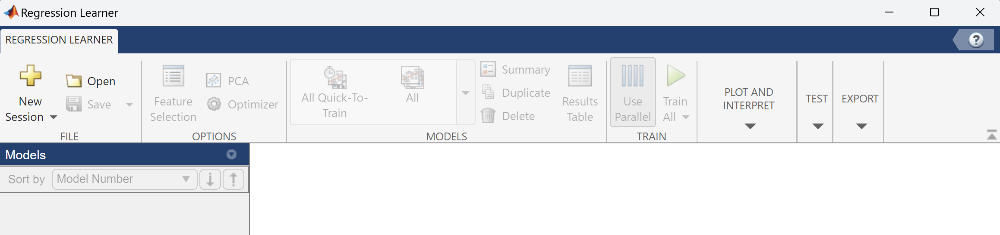 Regression Learner
REGRESSION LEARNER
New
Session
Open
Save
FILE
Feature
Selection
PCA
Optimizer
OPTIONS
All Quick-To-
Train
All
Summary
Duplicate
Delete
Results
Table
MODELS
Use
Parallel
Train
All
TRAIN
PLOT AND
INTERPRET
TEST
EXPORT
Models
Sort by
Model Number